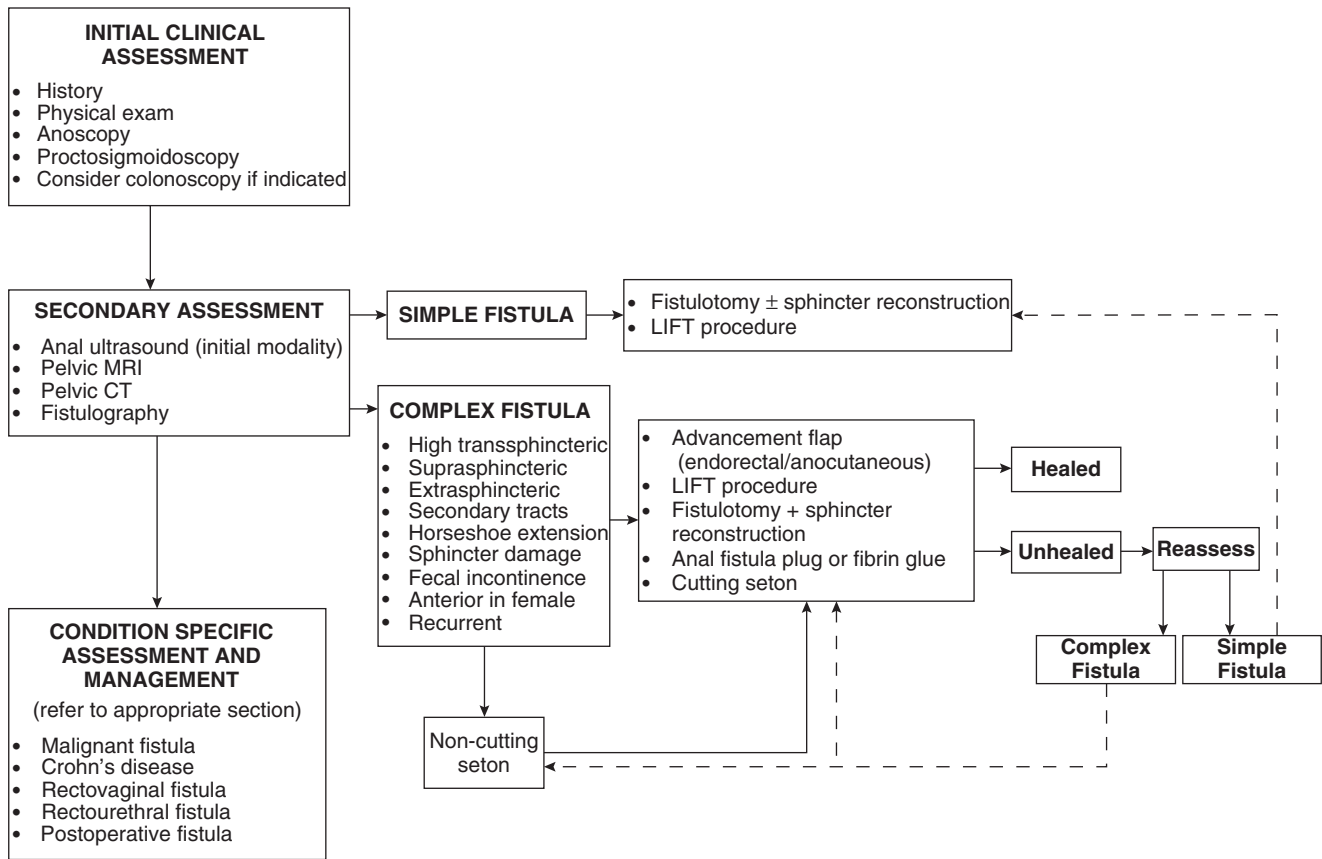 INITIAL CLINICAL
ASSESSMENT
• History
• Physical exam
• Anoscopy
• Proctosigmoidoscopy
• Consider colonoscopy if indicated
SECONDARY ASSESSMENT
• Anal ultrasound (initial modality)
• Pelvic MRI
• Pelvic CT
• Fistulography
SIMPLE FISTULA
• Fistulotomy ± sphincter reconstruction
• LIFT procedure
COMPLEX FISTULA
• High transsphincteric
• Suprasphincteric
• Extrasphincteric
• Secondary tracts
• Horseshoe extension
• Sphincter damage
• Fecal incontinence
• Anterior in female
• Recurrent
• Advancement flap
(endorectal/anocutaneous)
• LIFT procedure
• Fistulotomy + sphincter
reconstruction
• Anal fistula plug or fibrin glue
• Cutting seton
Healed
Unhealed
Reassess
Complex
Fistula
Simple
Fistula
Non-cutting
seton
CONDITION SPECIFIC
ASSESSMENT AND
MANAGEMENT
(refer to appropriate section)
• Malignant fistula
• Crohn's disease
• Rectovaginal fistula
• Rectourethral fistula
• Postoperative fistula